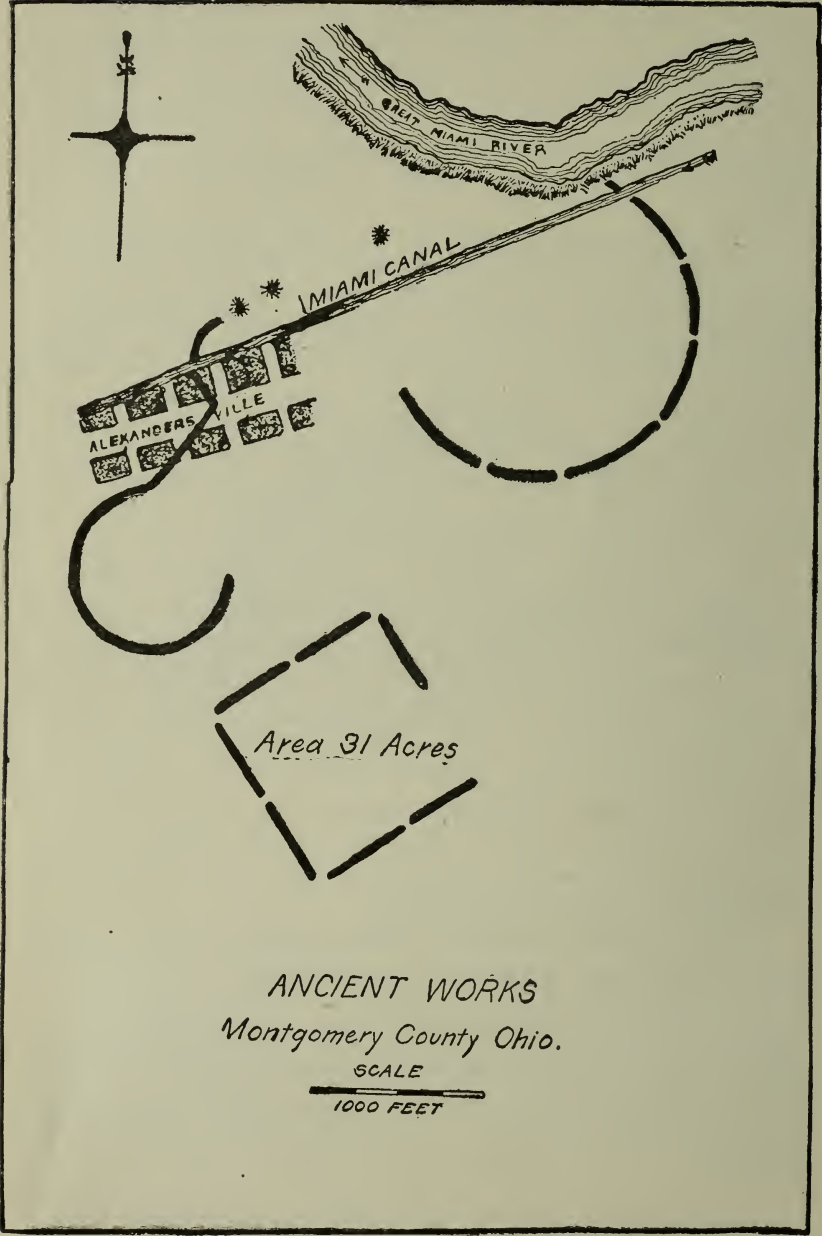 GREAT MIAMI RIVER
MIAMI CANAL
ALEXANDERSVILLE
Area 31 Acres
ANCIENT WORKS
Montgomery County Ohio.
SCALE
1000 FEET